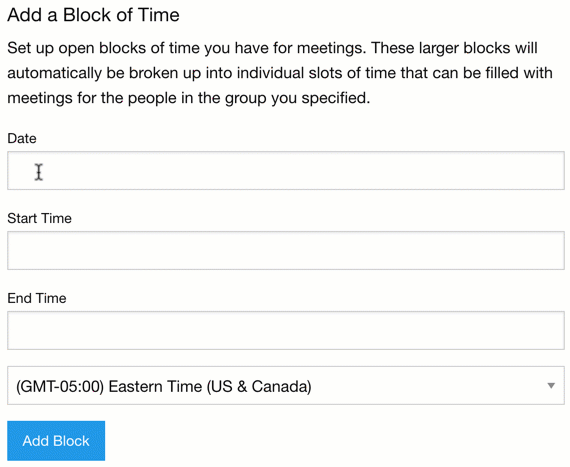 Add a Block of Time
Set up open blocks of time you have for meetings. These larger blocks will
automatically be broken up into individual slots of time that can be filled with
meetings for the people in the group you specified.
Date
Start Time
End Time
(GMT-05:00) Eastern Time (US & Canada)
Add Block